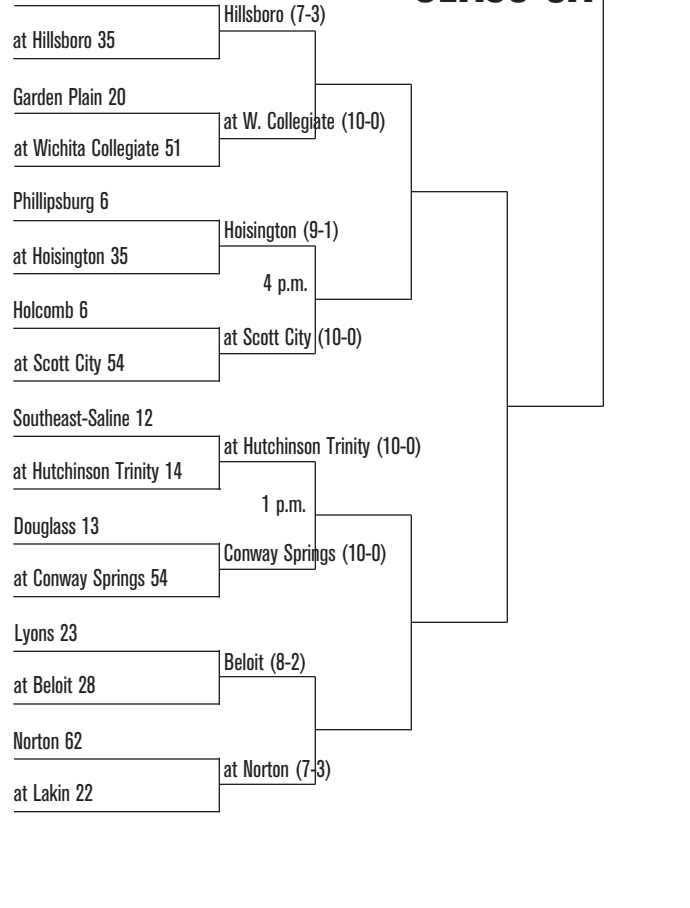 Hillsboro (7-3)
at Hillsboro 35
Garden Plain 20
at W. Collegiate (10-0)
at Wichita Collegiate 51
Phillipsburg 6
Hoisington (9-1)
at Hoisington 35
4 p.m.
Holcomb 6
at Scott City (10-0)
at Scott City 54
Southeast-Saline 12
at Hutchinson Trinity (10-0)
at Hutchinson Trinity 14
1 p.m.
Douglass 13
Conway Springs (10-0)
at Conway Springs 54
Lyons 23
Beloit (8-2)
at Beloit 28
Norton 62
at Norton (7-3)
at Lakin 22